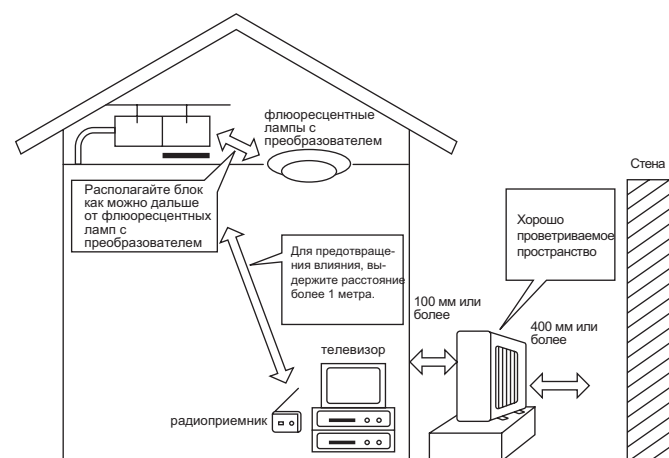 флюоресцентные
лампы с
преобразователем
Стена
Располагайте блок
как можно дальше
от флюоресцентных
ламп с
преобразователем
Хорошо
проветриваемое
пространство
Для предотвраще-
ния влияния, вы-
держите расстояние
более 1 метра.
100 мм или
более
400 мм или
более
телевизор
радиоприемник